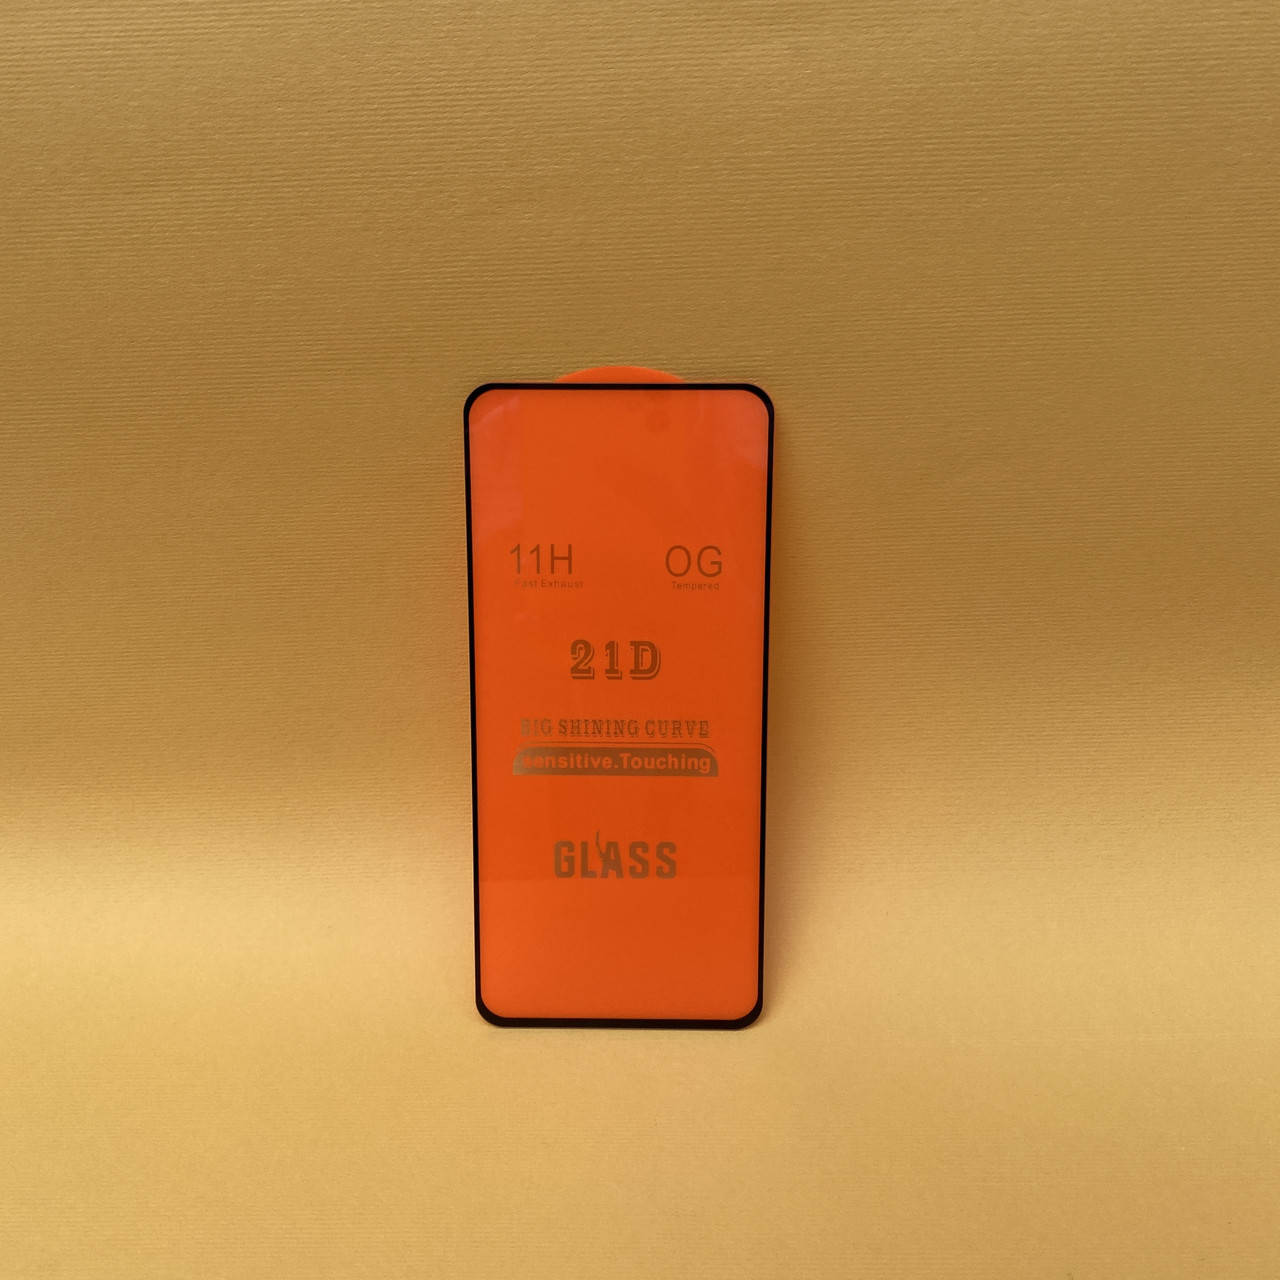 11H OG
Fast Exhaust Tempered
21D
BIG SHINING CURVE
sensitive.Touching
GLASS